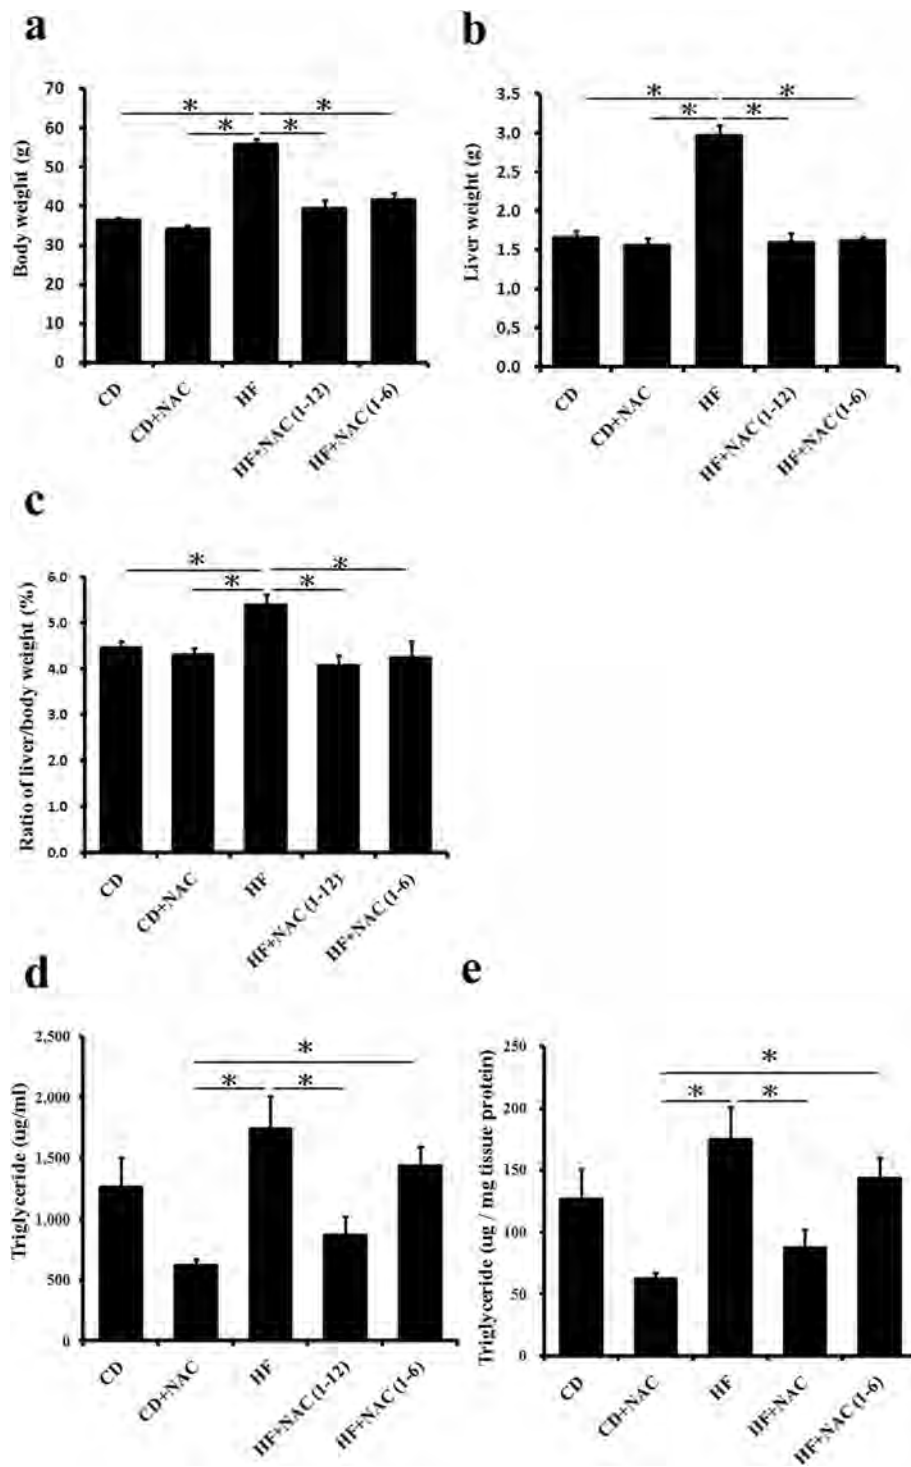 a
Body weight (g)
70
60
50
40
30
20
10
0
* *
* *
CD
CD+NAC
HF
HF+NAC (1-12)
HF+NAC (1-6)
b
Liver weight (g)
3.5
3.0
2.5
2.0
1.5
1.0
0.5
0.0
* *
* *
CD
CD+NAC
HF
HF+NAC (1-12)
HF+NAC (1-6)
c
Ratio of liver/body weight (%)
6.0
5.0
4.0
3.0
2.0
1.0
0.0
* *
* *
CD
CD+NAC
HF
HF+NAC (1-12)
HF+NAC (1-6)
d
Triglyceride (ug/ml)
2,500
2,000
1,500
1,000
500
0
*
* *
CD
CD+NAC
HF
HF+NAC (1-12)
HF+NAC (1-6)
e
Triglyceride (ug / mg tissue protein)
250
200
150
100
50
0
*
* *
CD
CD+NAC
HF
HF+NAC
HF+NAC (1-6)